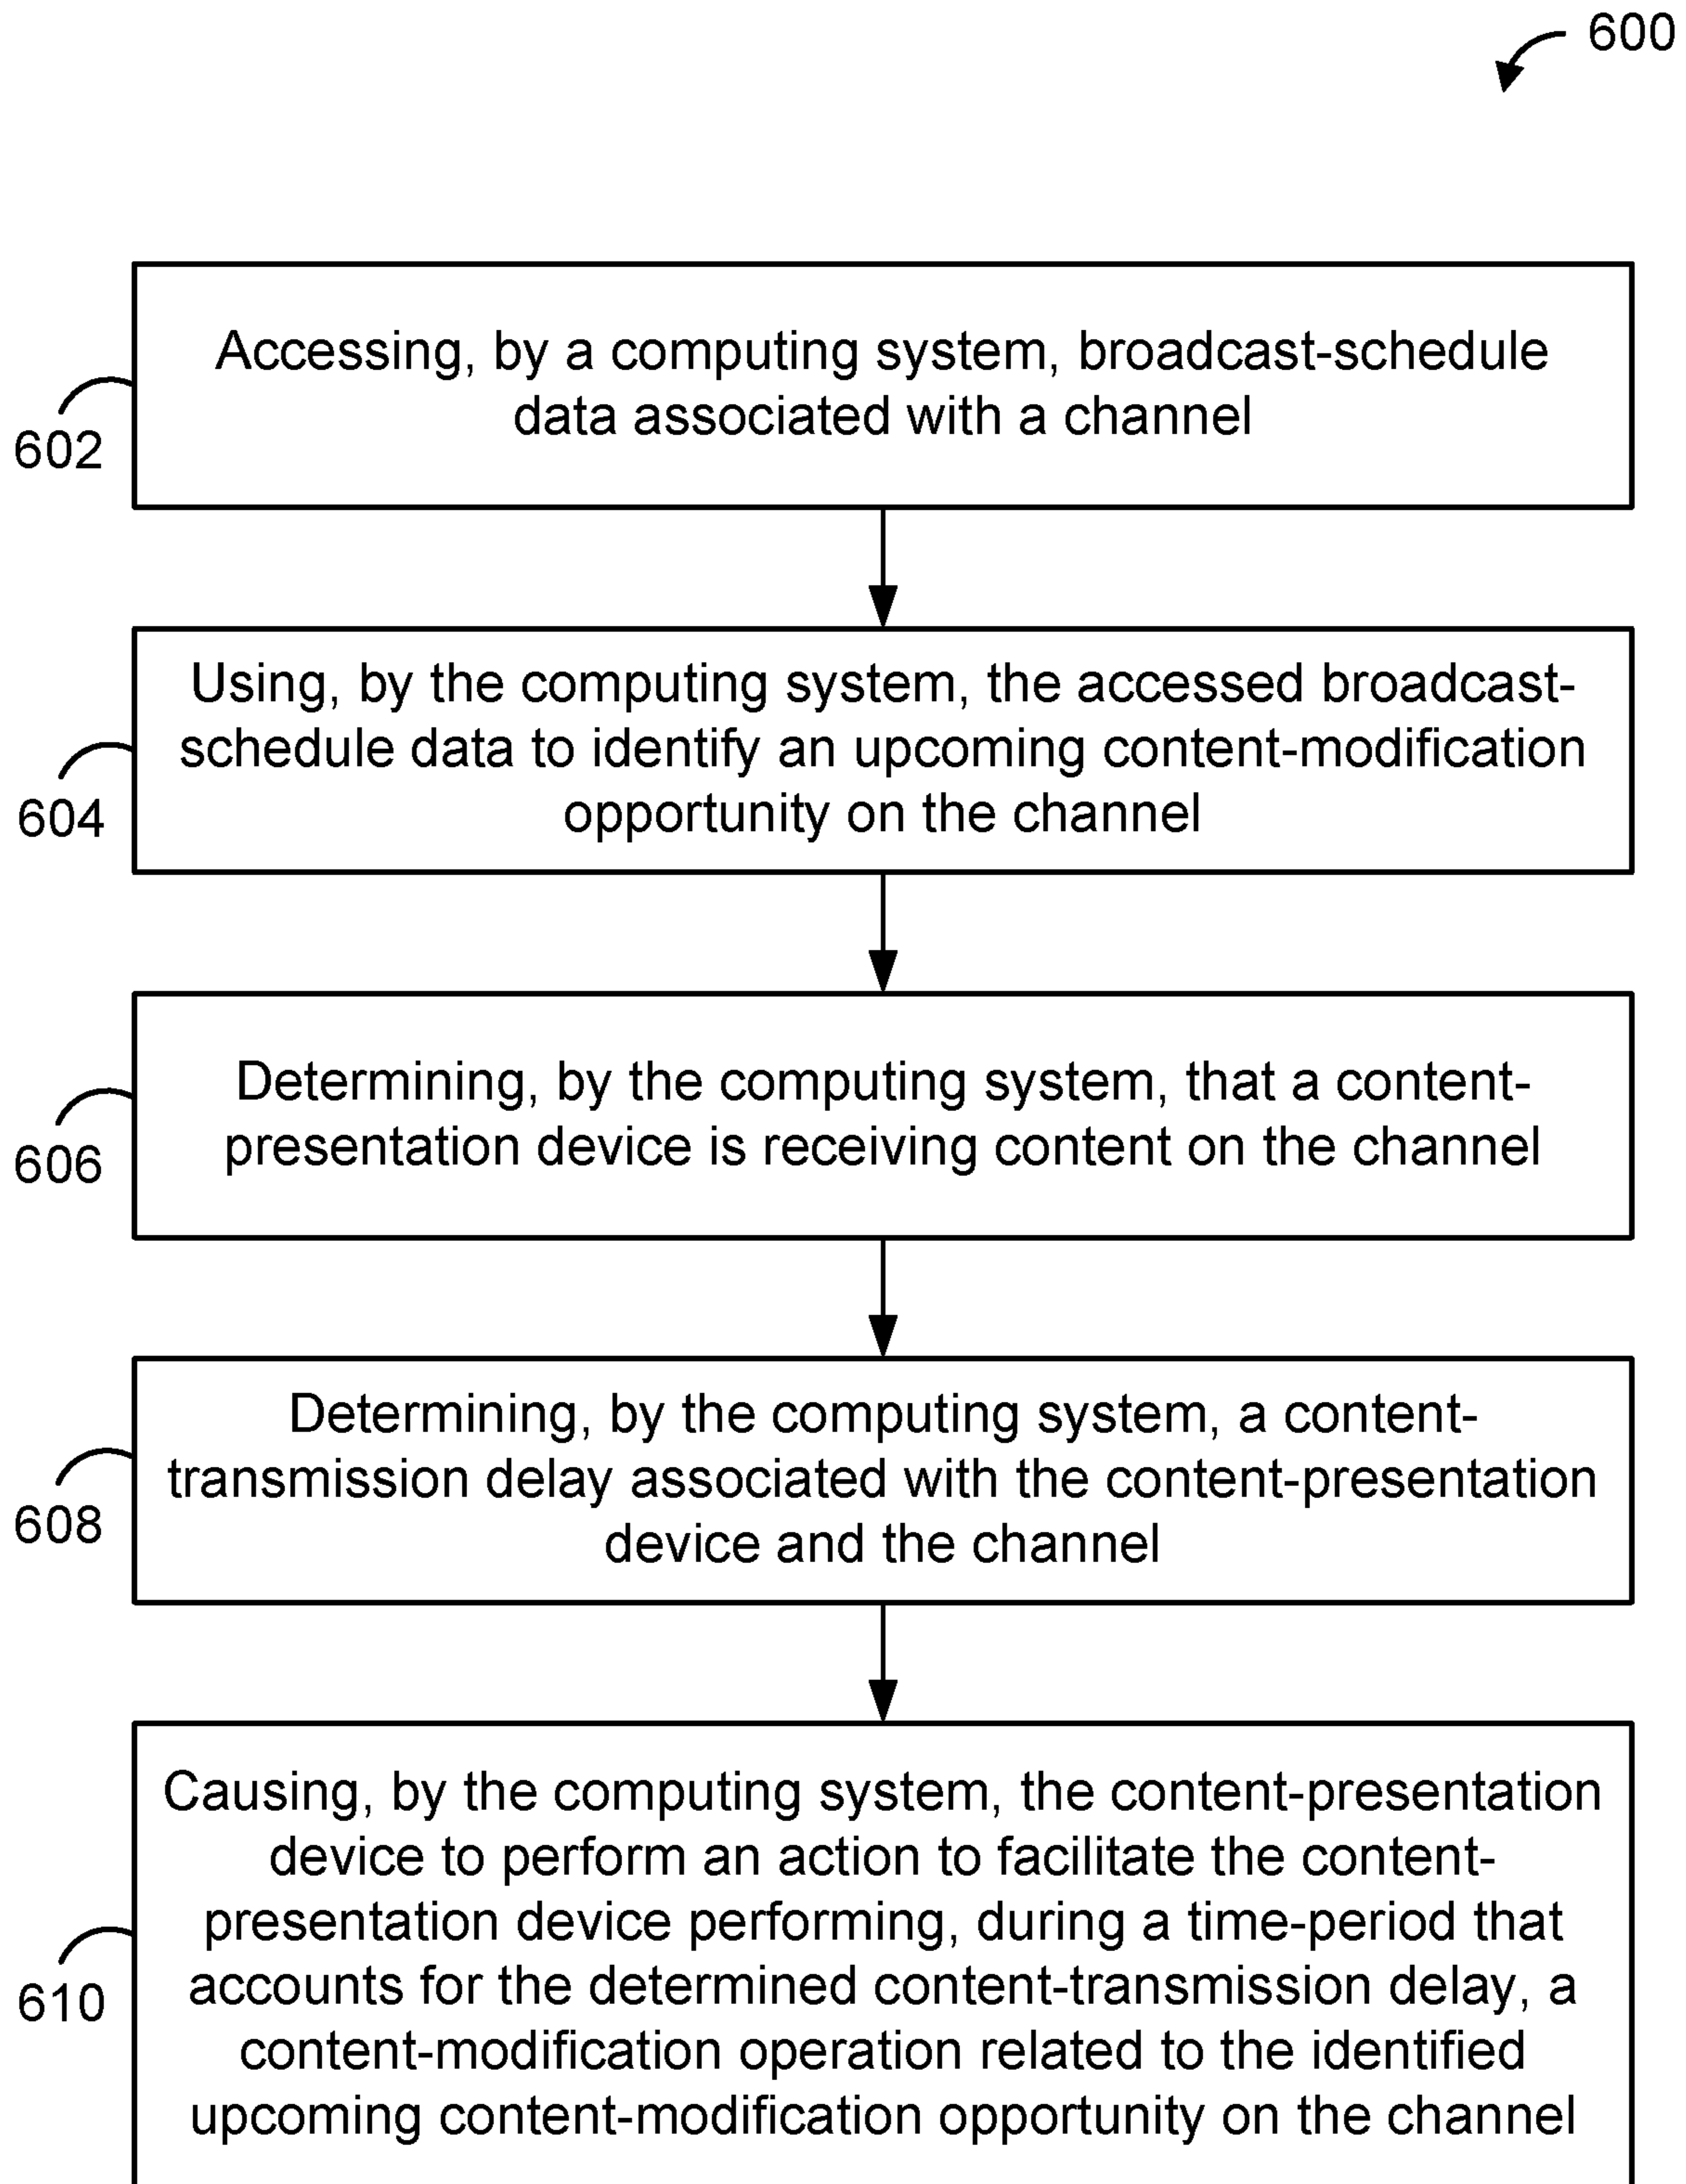 600
Accessing, by a computing system, broadcast-schedule
data associated with a channel
602
Using, by the computing system, the accessed broadcast-
schedule data to identify an upcoming content-modification
opportunity on the channel
604
Determining, by the computing system, that a content-
presentation device is receiving content on the channel
606
Determining, by the computing system, a content-
transmission delay associated with the content-presentation
device and the channel
608
Causing, by the computing system, the content-presentation
device to perform an action to facilitate the content-
presentation device performing, during a time-period that
accounts for the determined content-transmission delay, a
content-modification operation related to the identified
upcoming content-modification opportunity on the channel
610